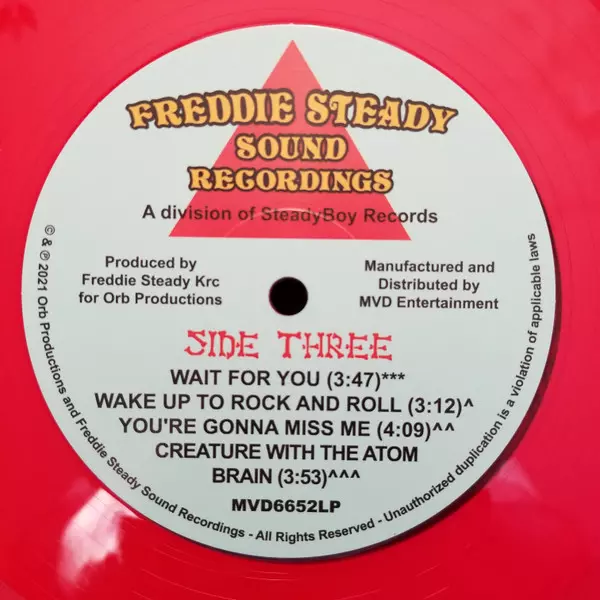 FREDDIE STEADY
SOUND
RECORDINGS
A division of SteadyBoy Records
Produced by
Freddie Steady Krc
for Orb Productions
Manufactured and
Distributed by
MVD Entertainment
SIDE THREE
WAIT FOR YOU (3:47)***
WAKE UP TO ROCK AND ROLL (3:12)^
YOU'RE GONNA MISS ME (4:09)^^
CREATURE WITH THE ATOM
BRAIN (3:53)^^^
MVD6652LP
© & ℗ 2021 Orb Productions and Freddie Steady Sound Recordings - All Rights Reserved - Unauthorized duplication is a violation of applicable laws